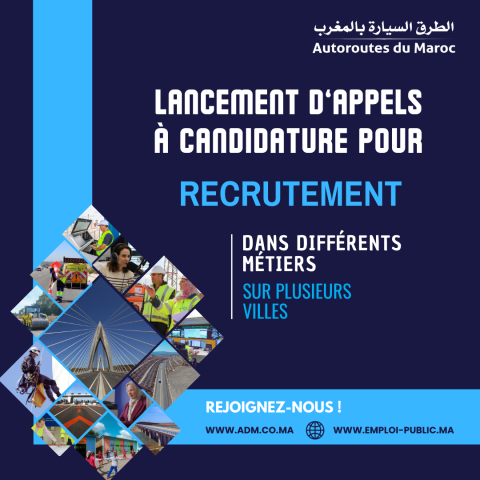 الطرق السيارة بالمغرب
Autoroutes du Maroc
LANCEMENT D'APPELS
À CANDIDATURE POUR
RECRUTEMENT
DANS DIFFÉRENTS
MÉTIERS
SUR PLUSIEURS
VILLES
REJOIGNEZ-NOUS !
WWW.ADM.CO.MA WWW.EMPLOI-PUBLIC.MA